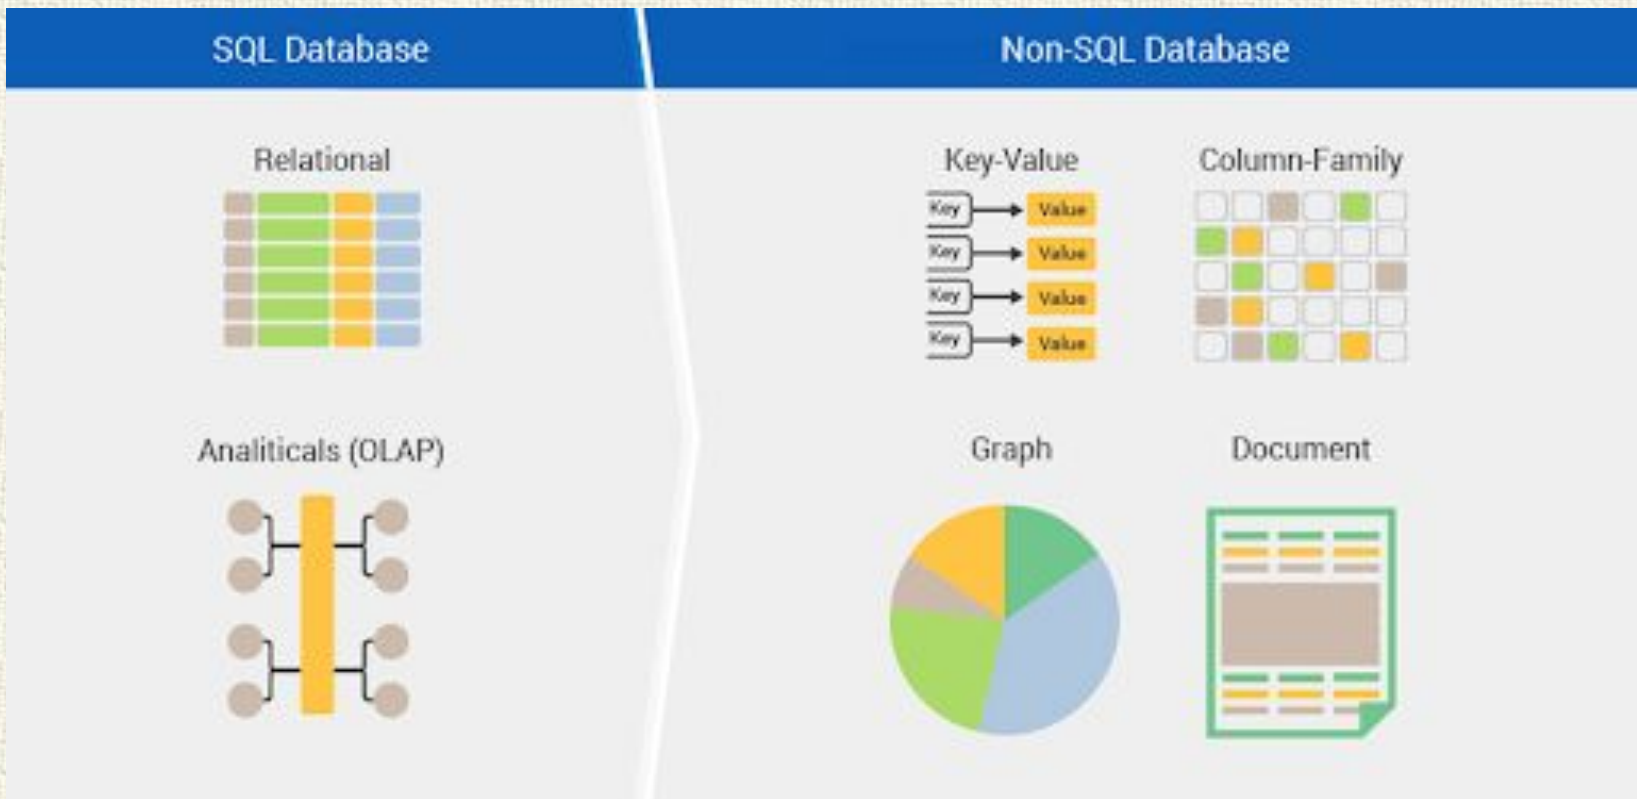 SQL Database
Non-SQL Database
Relational
Key-Value
Column-Family
Key
Value
Key
Value
Key
Value
Key
Value
Analiticals (OLAP)
Graph
Document